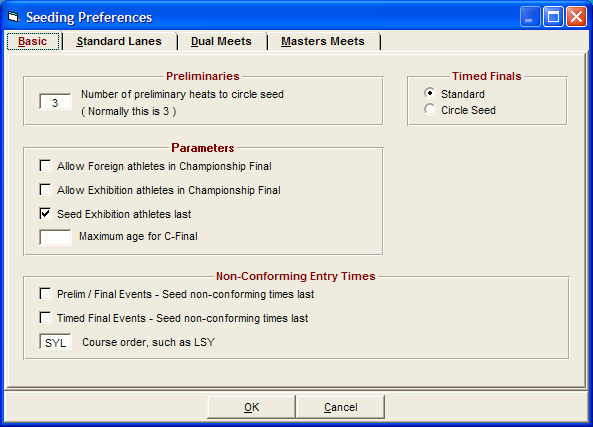 Seeding Preferences
Basic Standard Lanes Dual Meets Masters Meets
Preliminaries
3 Number of preliminary heats to circle seed
( Normally this is 3 )
Timed Finals
Standard
Circle Seed
Parameters
Allow Foreign athletes in Championship Final
Allow Exhibition athletes in Championship Final
Seed Exhibition athletes last
Maximum age for C-Final
Non-Conforming Entry Times
Prelim / Final Events - Seed non-conforming times last
Timed Final Events - Seed non-conforming times last
SYL Course order, such as LSY
OK Cancel